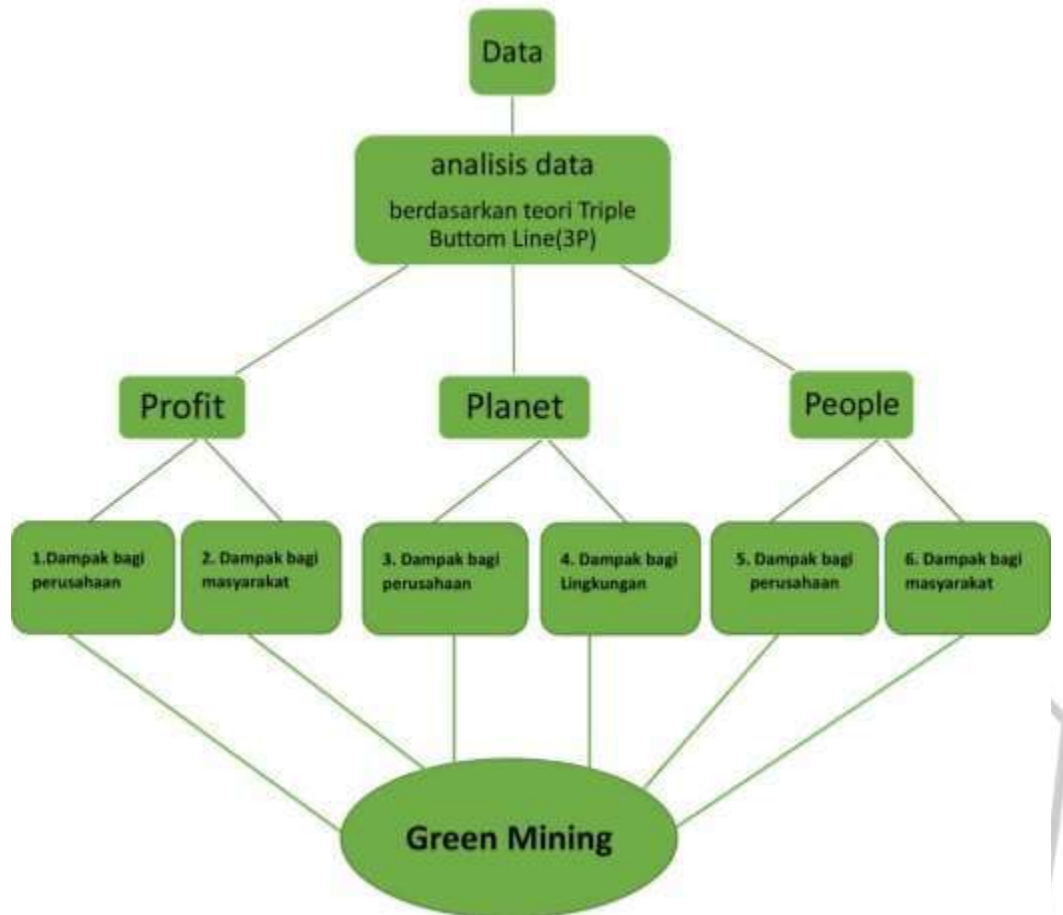 Data
analisis data
berdasarkan teori Triple
Buttom Line(3P)
Profit
Planet
People
1.Dampak bagi
perusahaan
2. Dampak bagi
masyarakat
3. Dampak bagi
perusahaan
4. Dampak bagi
Lingkungan
5. Dampak bagi
perusahaan
6. Dampak bagi
masyarakat
Green Mining